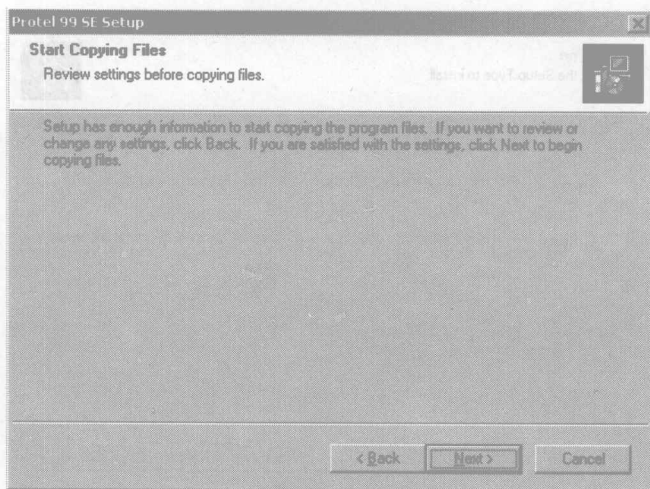 Protel 99 SE Setup
Start Copying Files
Review settings before copying files.
Setup has enough information to start copying the program files. If you want to review or
change any settings, click Back. If you are satisfied with the settings, click Next to begin
copying files.
< Back
Next >
Cancel